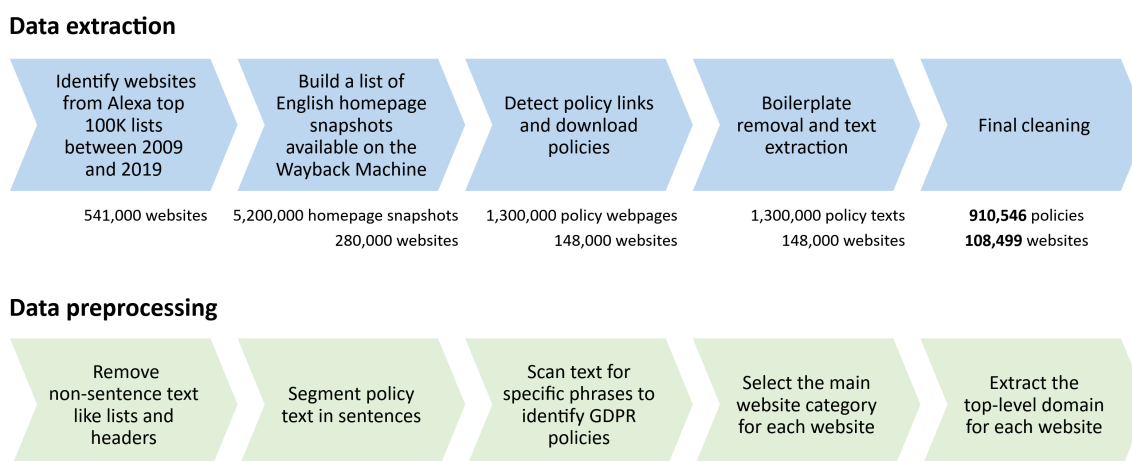 Data extraction
Identify websites
from Alexa top
100K lists
between 2009
and 2019
Build a list of
English homepage
snapshots
available on the
Wayback Machine
Detect policy links
and download
policies
Boilerplate
removal and text
extraction
Final cleaning
541,000 websites
5,200,000 homepage snapshots
280,000 websites
1,300,000 policy webpages
148,000 websites
1,300,000 policy texts
148,000 websites
910,546 policies
108,499 websites
Data preprocessing
Remove
non-sentence text
like lists and
headers
Segment policy
text in sentences
Scan text for
specific phrases to
identify GDPR
policies
Select the main
website category
for each website
Extract the
top-level domain
for each website